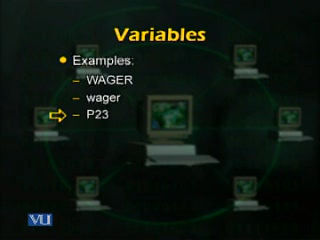 Variables
Examples:
– WAGER
– wager
– P23
VU